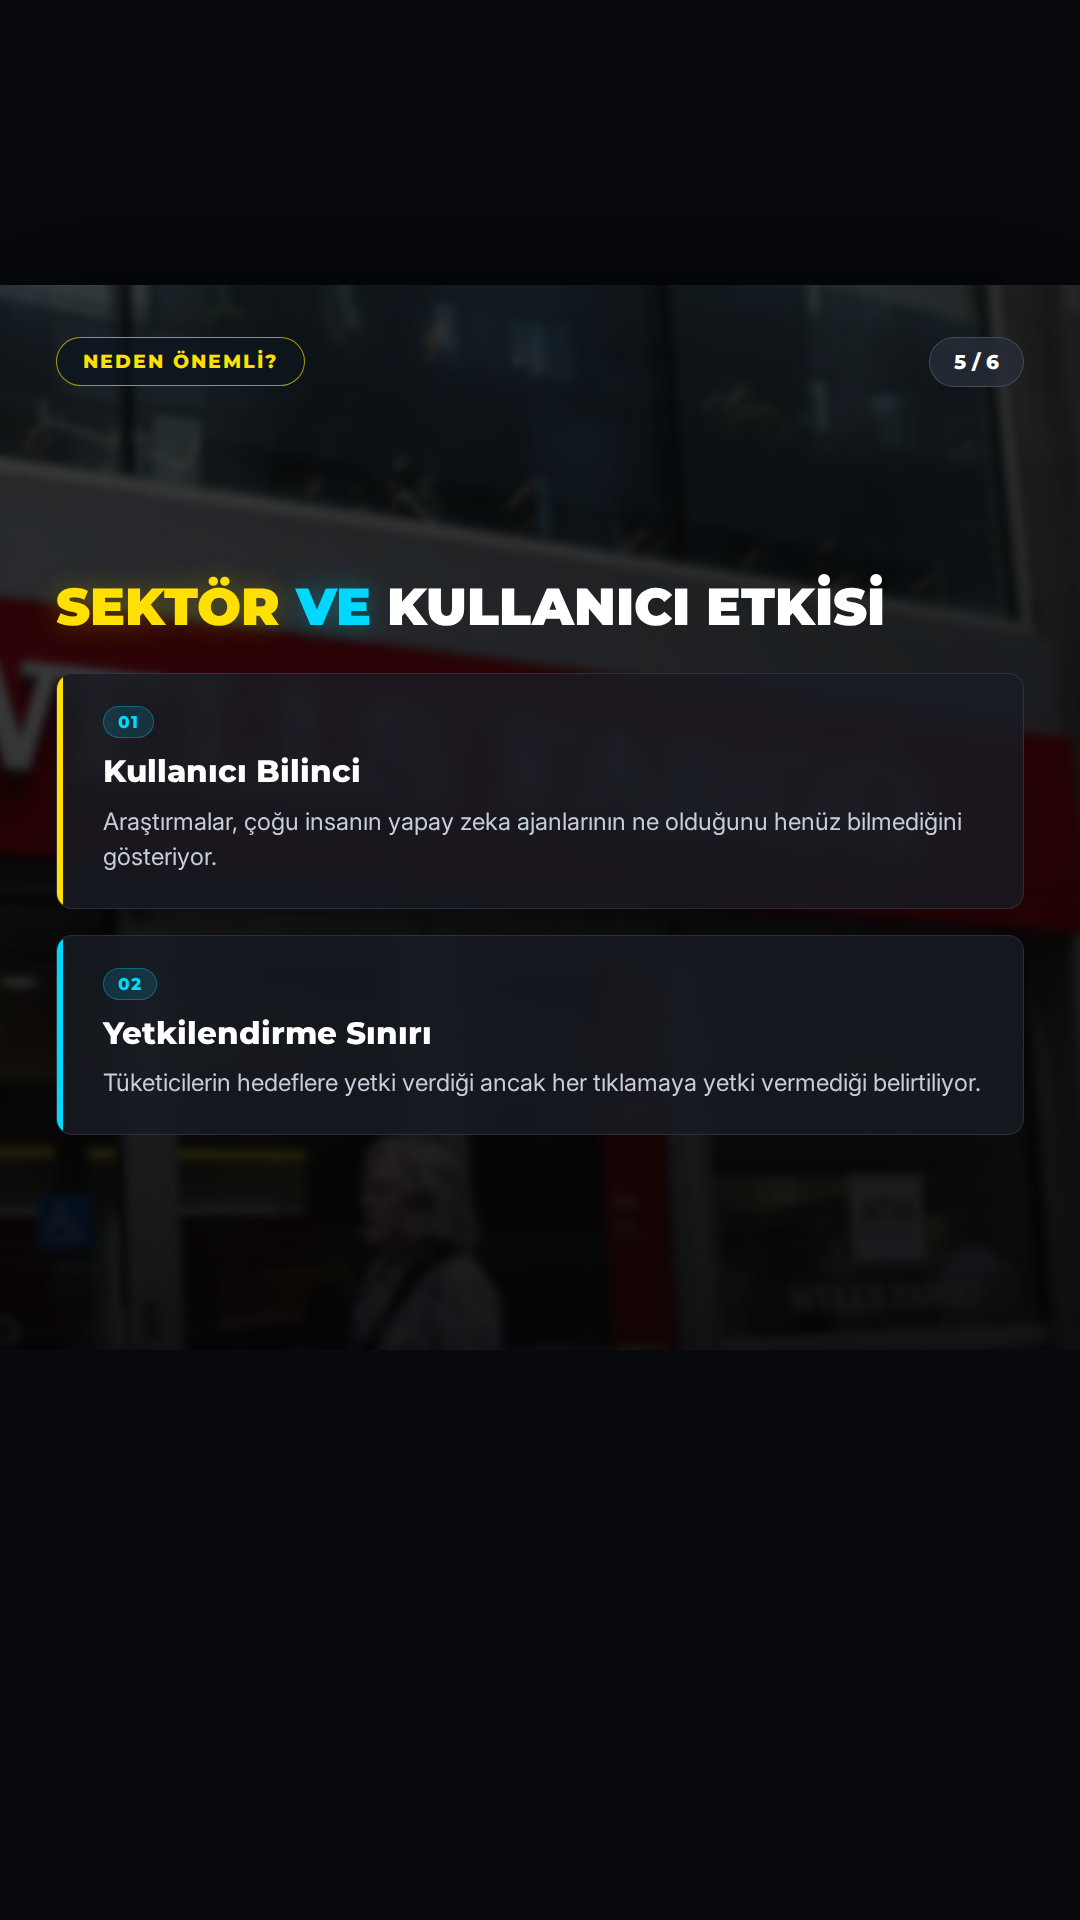 NEDEN ÖNEMLİ?
5 / 6
SEKTÖR VE KULLANICI ETKİSİ
01
Kullanıcı Bilinci
Araştırmalar, çoğu insanın yapay zeka ajanlarının ne olduğunu henüz bilmediğini
gösteriyor.
02
Yetkilendirme Sınırı
Tüketicilerin hedeflere yetki verdiği ancak her tıklamaya yetki vermediği belirtiliyor.